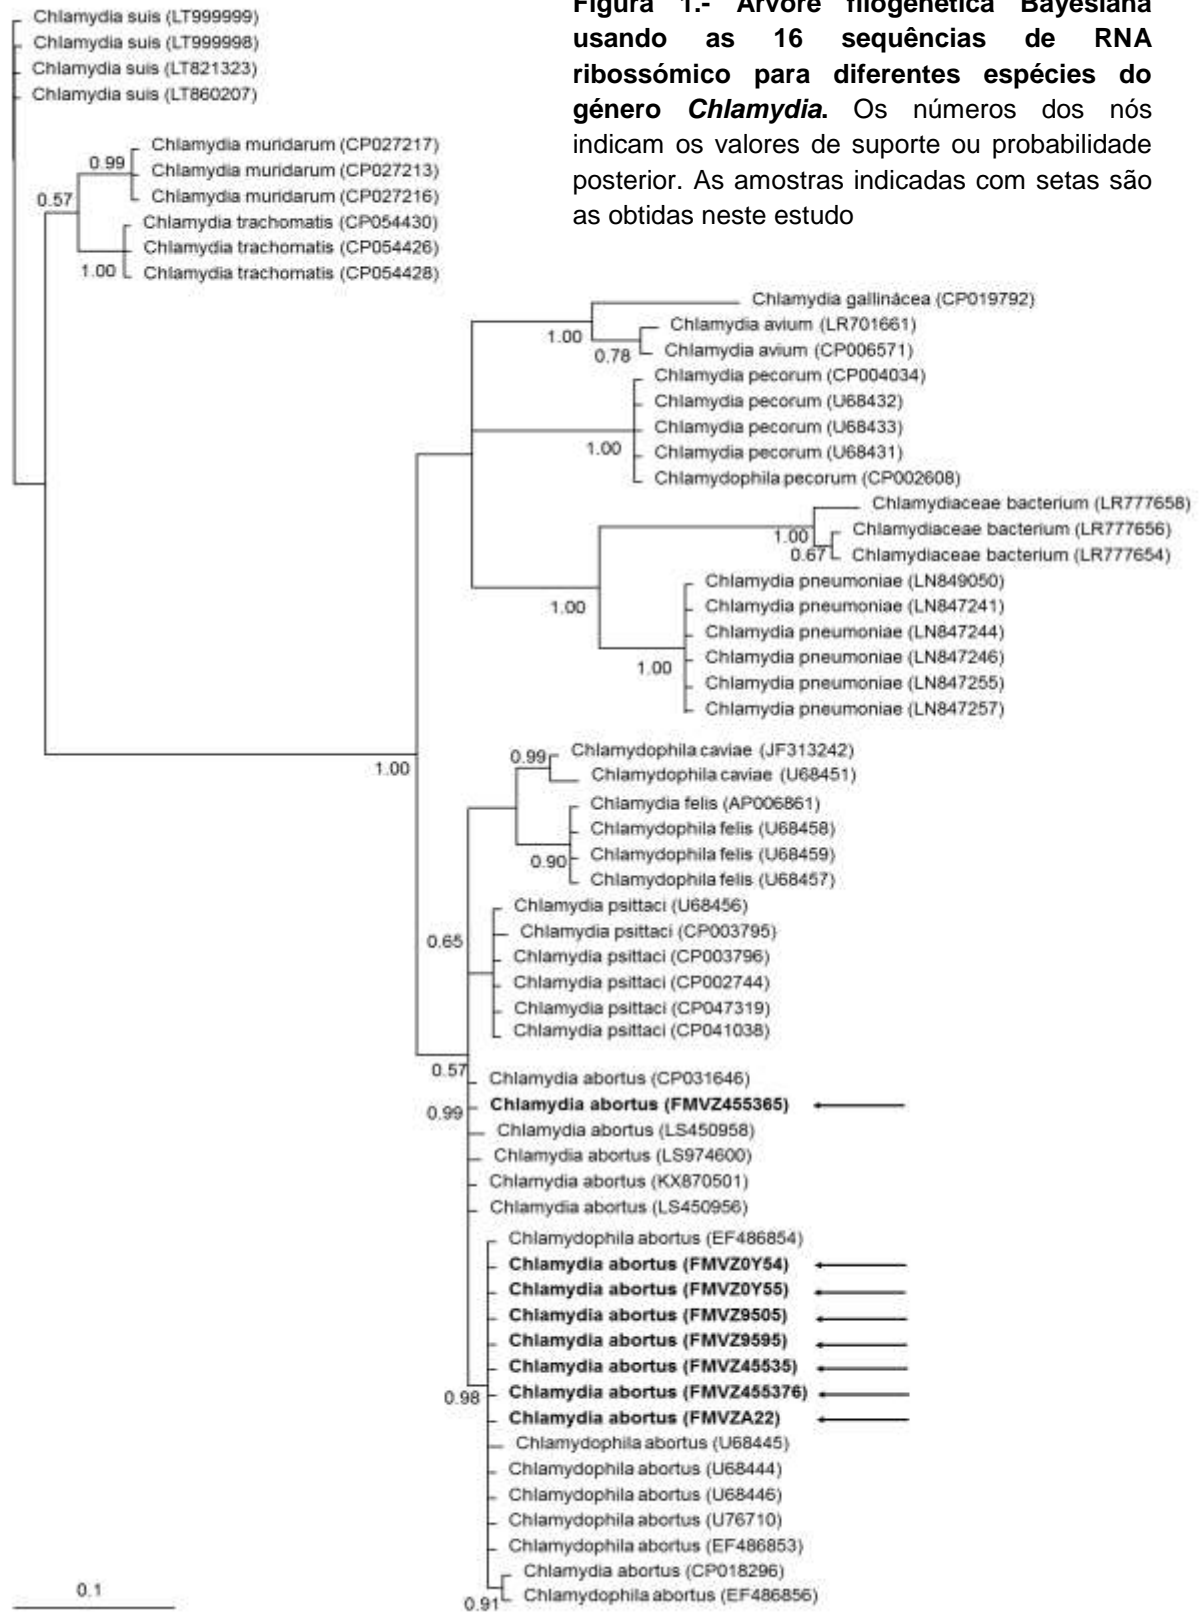 Figura 1.- Árvore filogenética Bayesiana
usando as 16 sequências de RNA
ribossómico para diferentes espécies do
género Chlamydia. Os números dos nós
indicam os valores de suporte ou probabilidade
posterior. As amostras indicadas com setas são
as obtidas neste estudo
Chlamydia suis (LT999999)
Chlamydia suis (LT999998)
Chlamydia suis (LT821323)
Chlamydia suis (LT860207)
Chlamydia muridarum (CP027217)
0.99
Chlamydia muridarum (CP027213)
Chlamydia muridarum (CP027216)
0.57
Chlamydia trachomatis (CP054430)
Chlamydia trachomatis (CP054426)
1.00
Chlamydia trachomatis (CP054428)
Chlamydia gallinácea (CP019792)
Chlamydia avium (LR701661)
1.00
Chlamydia avium (CP006571)
0.78
Chlamydia pecorum (CP004034)
Chlamydia pecorum (U68432)
Chlamydia pecorum (U68433)
1.00
Chlamydia pecorum (U68431)
Chlamydophila pecorum (CP002608)
Chlamydiaceae bacterium (LR777658)
Chlamydiaceae bacterium (LR777656)
1.00
0.67
Chlamydiaceae bacterium (LR777654)
Chlamydia pneumoniae (LN849050)
1.00
Chlamydia pneumoniae (LN847241)
Chlamydia pneumoniae (LN847244)
Chlamydia pneumoniae (LN847246)
1.00
Chlamydia pneumoniae (LN847255)
Chlamydia pneumoniae (LN847257)
Chlamydophila caviae (JF313242)
0.99
1.00
Chlamydophila caviae (U68451)
Chlamydia felis (AP006861)
Chlamydophila felis (U68458)
Chlamydophila felis (U68459)
0.90
Chlamydophila felis (U68457)
Chlamydia psittaci (U68456)
Chlamydia psittaci (CP003795)
0.65
Chlamydia psittaci (CP003796)
Chlamydia psittaci (CP002744)
Chlamydia psittaci (CP047319)
Chlamydia psittaci (CP041038)
0.57
Chlamydia abortus (CP031646)
Chlamydia abortus (FMVZ455365)
0.99
Chlamydia abortus (LS450958)
Chlamydia abortus (LS974600)
Chlamydia abortus (KX870501)
Chlamydia abortus (LS450956)
Chlamydophila abortus (EF486854)
Chlamydia abortus (FMVZ0Y54)
Chlamydia abortus (FMVZ0Y55)
Chlamydia abortus (FMVZ9505)
Chlamydia abortus (FMVZ9595)
Chlamydia abortus (FMVZ45535)
Chlamydia abortus (FMVZ455376)
0.98
Chlamydia abortus (FMVZA22)
Chlamydophila abortus (U68445)
Chlamydophila abortus (U68444)
Chlamydophila abortus (U68446)
Chlamydophila abortus (U76710)
Chlamydophila abortus (EF486853)
Chlamydia abortus (CP018296)
Chlamydophila abortus (EF486856)
0.91
0.1